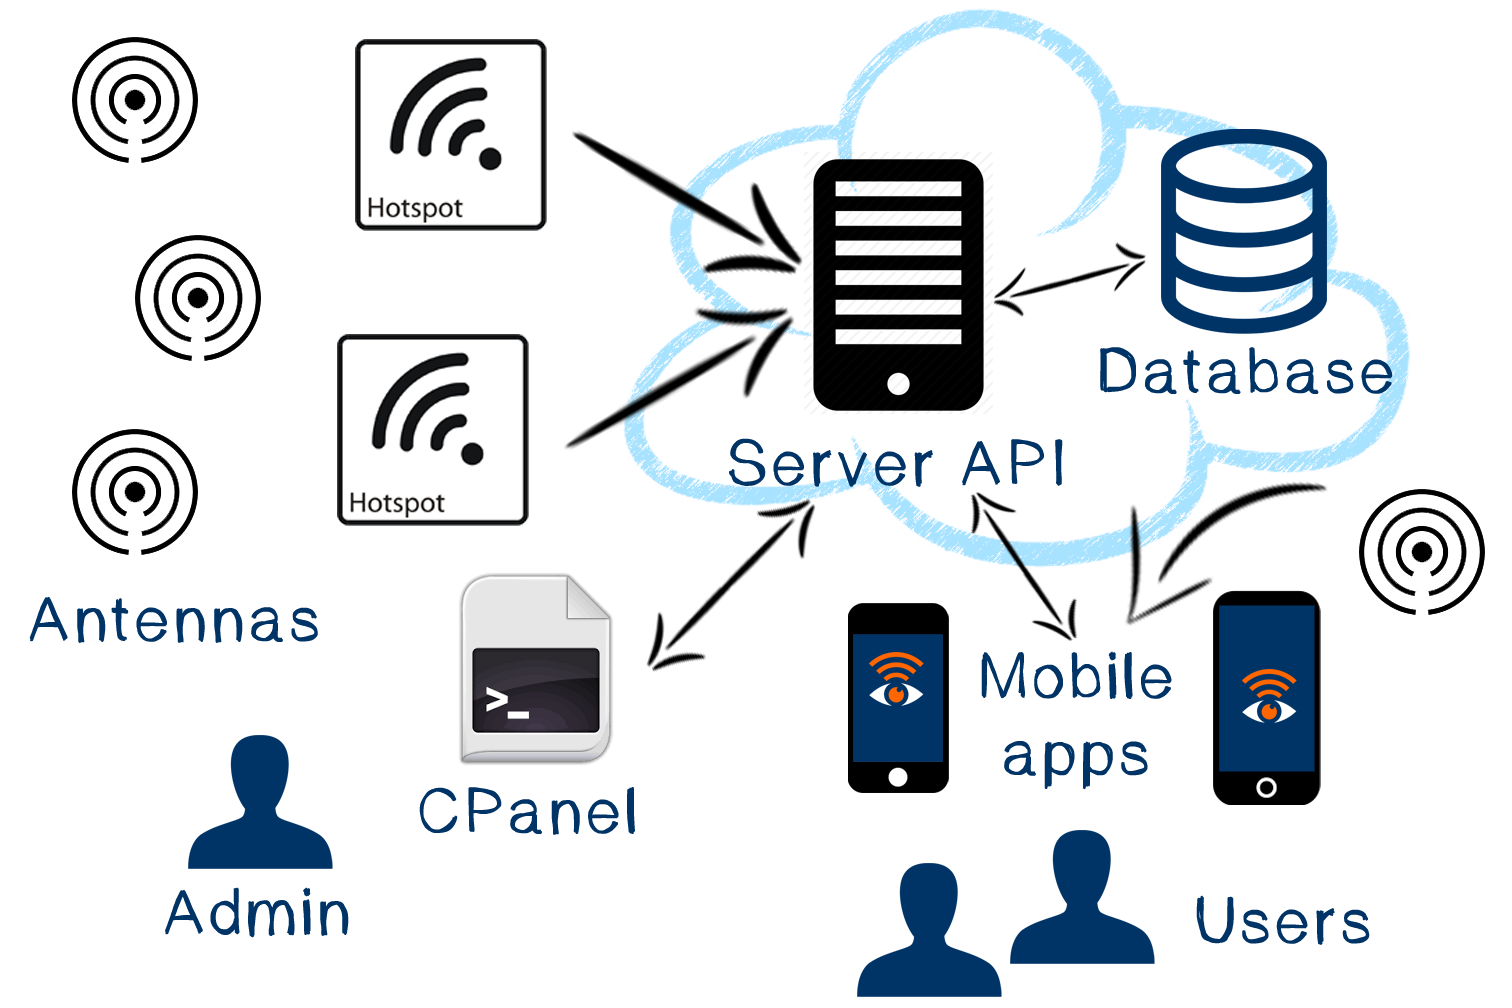 Hotspot
Database
Server API
Hotspot
Antennas
>_
Mobile
apps
CPanel
Admin
Users